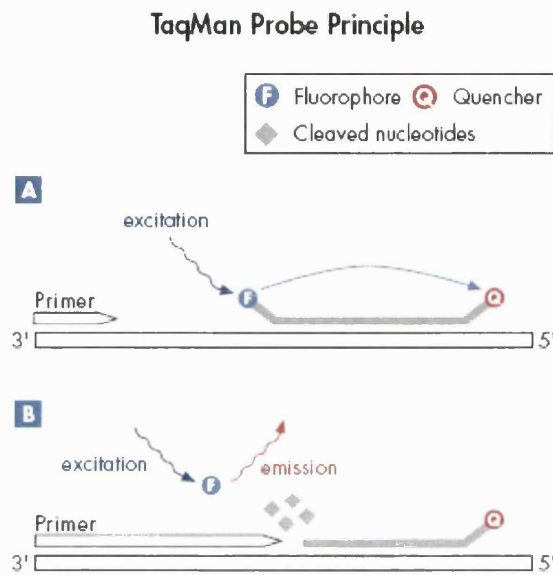 TaqMan Probe Principle
F Fluorophore Q Quencher
Cleaved nucleotides
A
excitation
F Q
Primer
3' 5'
B
excitation F emission
Primer Q
3' 5'